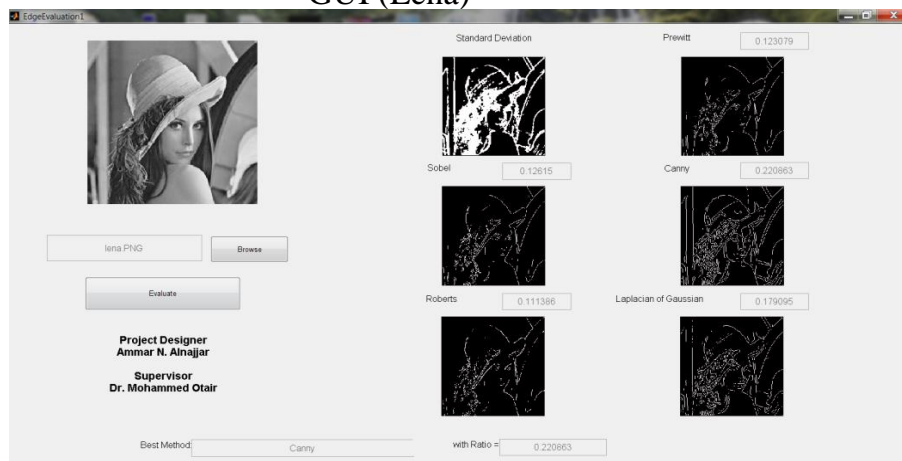 GUI (Lena)
EdgeEvaluation1
Standard Deviation
Prewitt 0.123079
Sobel 0.12615
Canny 0.220863
lena.PNG Browse
Evaluate
Roberts 0.111386
Laplacian of Gaussian 0.179095
Project Designer
Ammar N. Alnajjar
Supervisor
Dr. Mohammed Otair
Best Method: Canny with Ratio = 0.220863